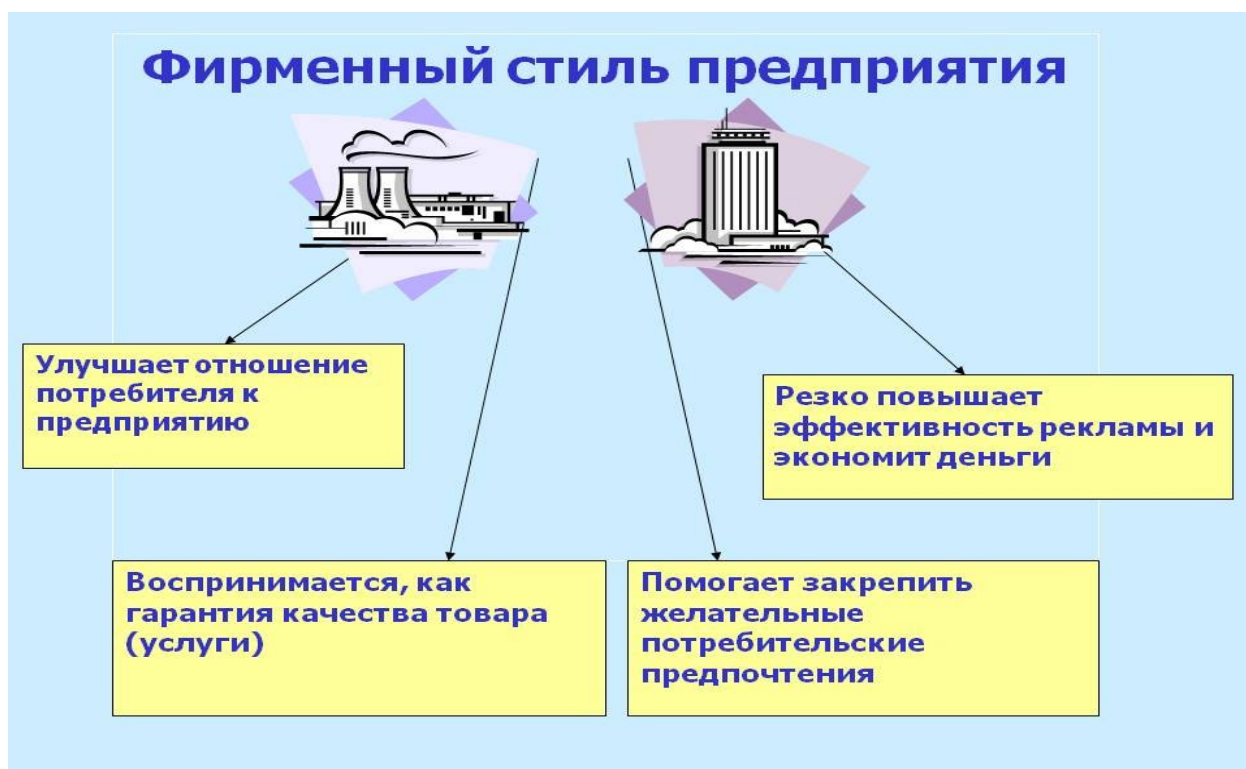 Фирменный стиль предприятия
Улучшает отношение
потребителя к
предприятию
Резко повышает
эффективность рекламы и
экономит деньги
Воспринимается, как
гарантия качества товара
(услуги)
Помогает закрепить
желательные
потребительские
предпочтения